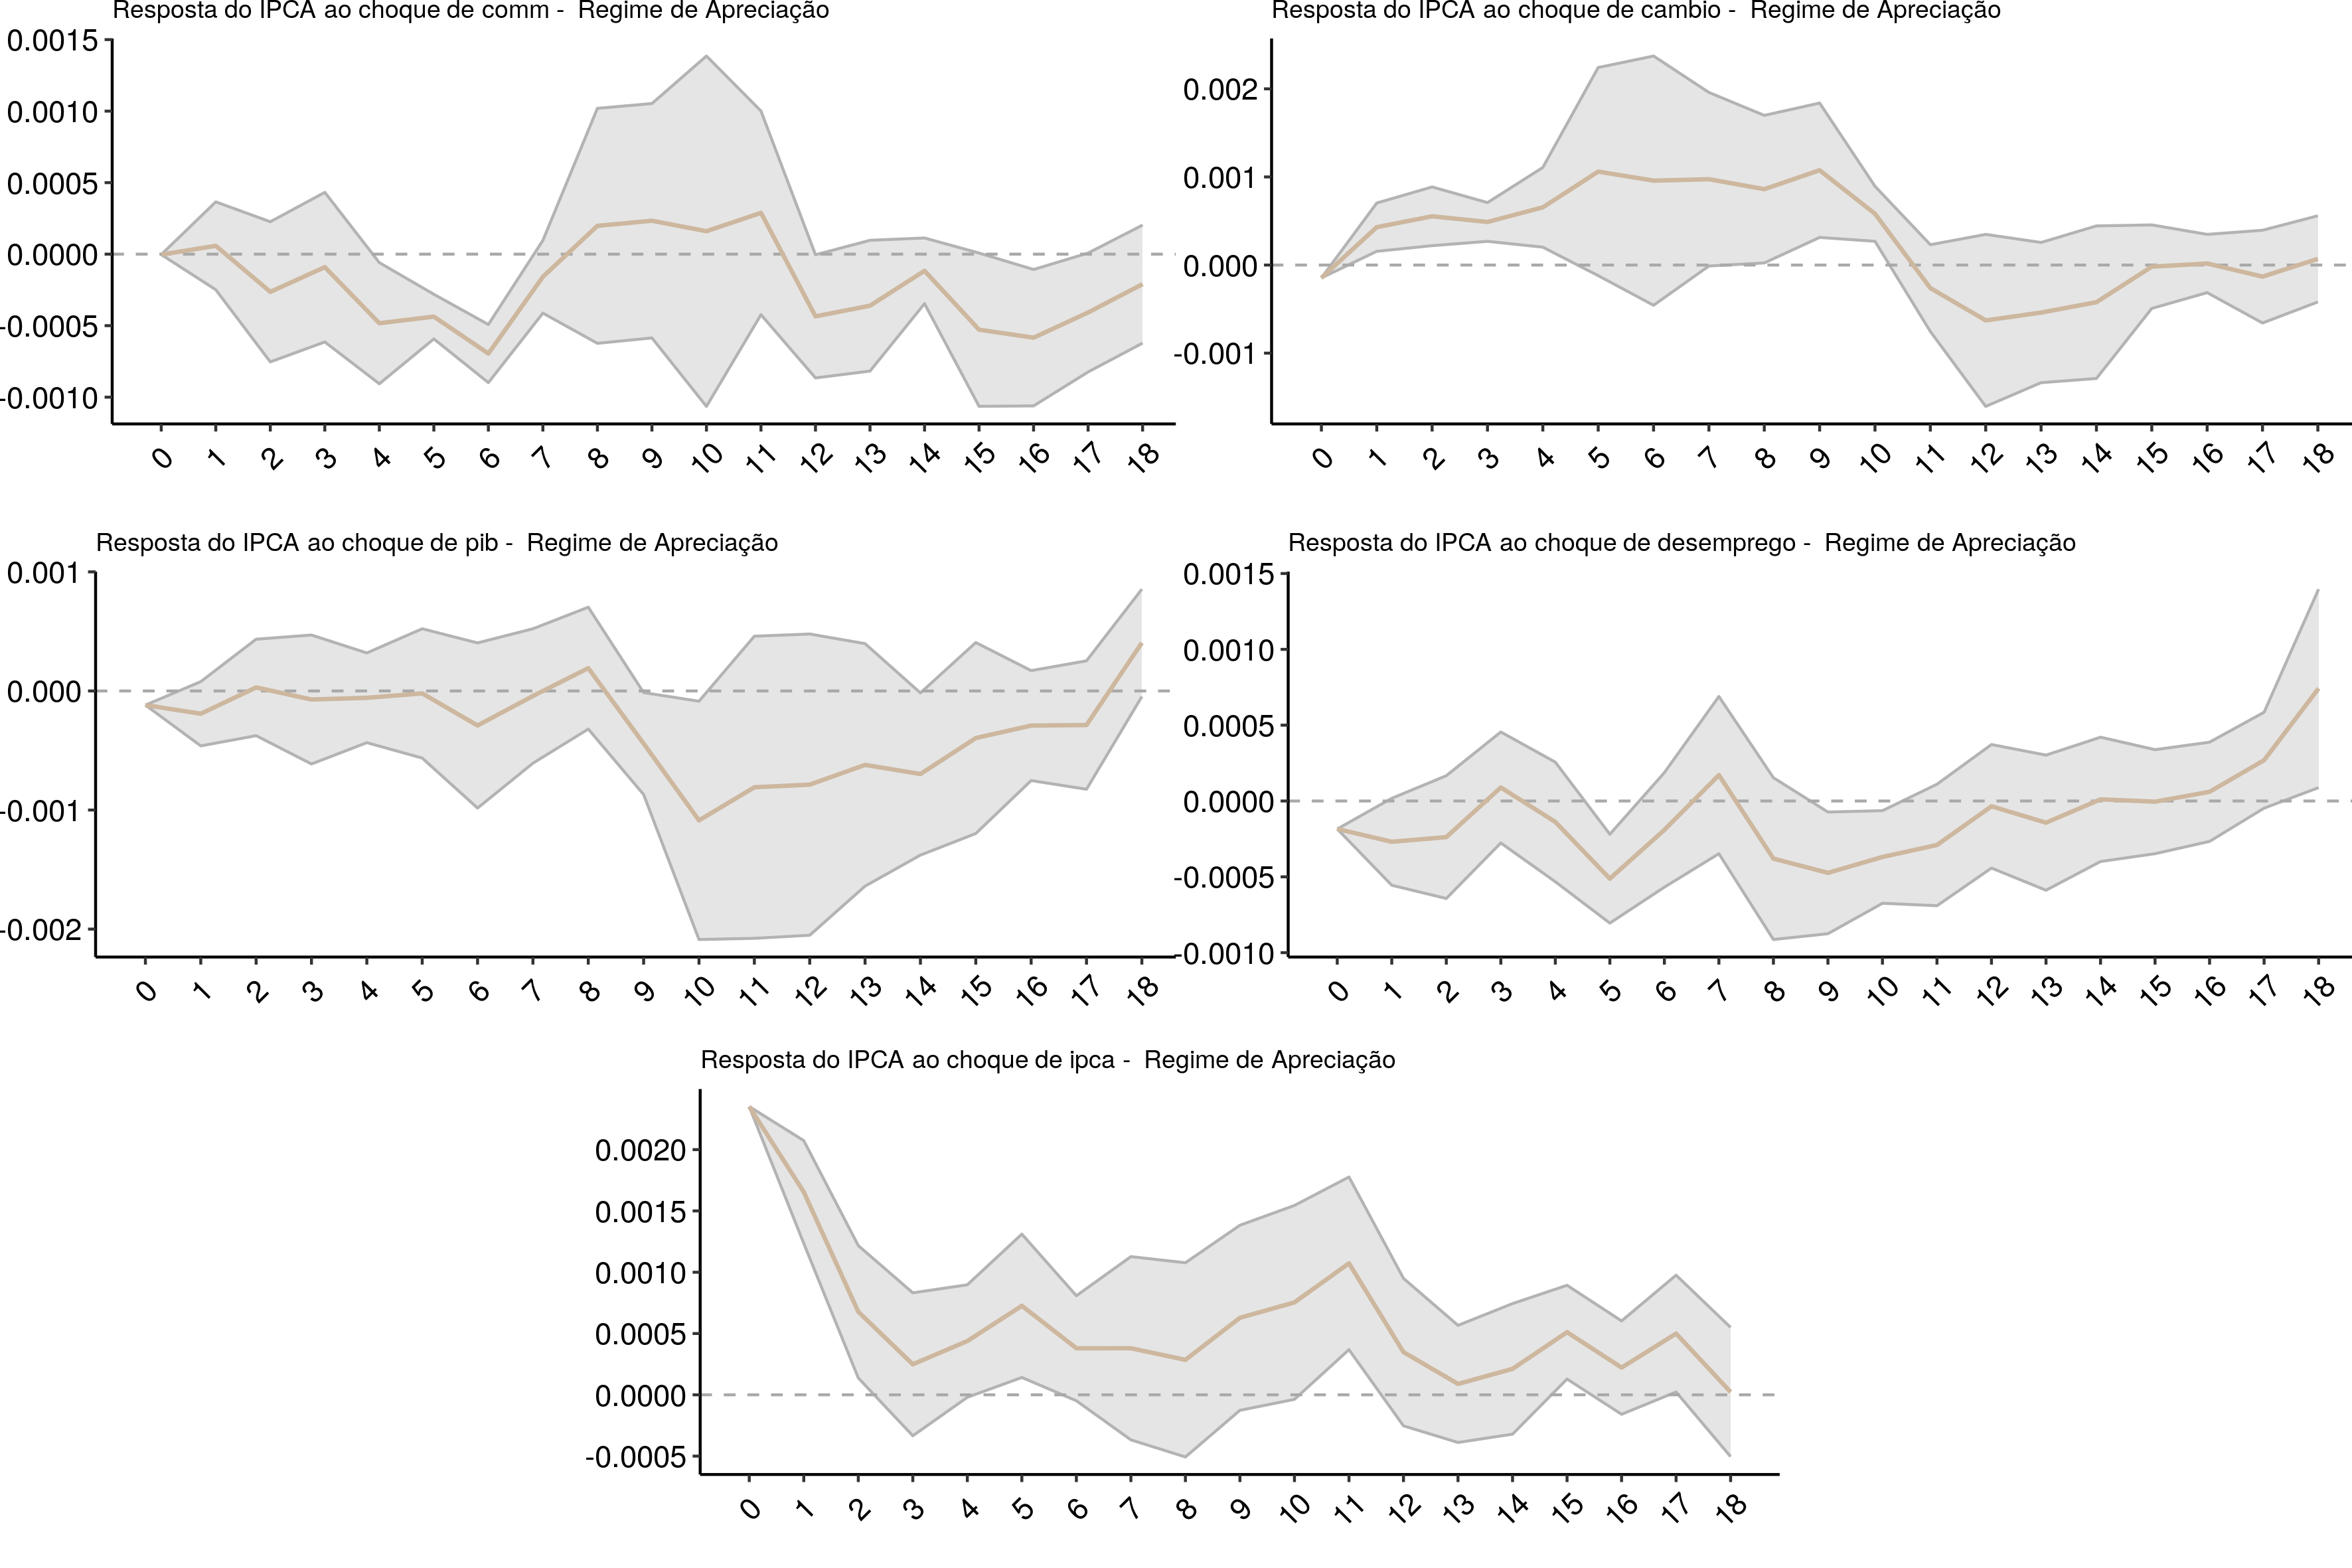 Resposta do IPCA ao choque de comm -  Regime de Apreciação
0.0015
0.0010
0.0005
0.0000
-0.0005
-0.0010
0 1 2 3 4 5 6 7 8 9 10 11 12 13 14 15 16 17 18
Resposta do IPCA ao choque de cambio -  Regime de Apreciação
0.002
0.001
0.000
-0.001
0 1 2 3 4 5 6 7 8 9 10 11 12 13 14 15 16 17 18
Resposta do IPCA ao choque de pib -  Regime de Apreciação
0.001
0.000
-0.001
-0.002
0 1 2 3 4 5 6 7 8 9 10 11 12 13 14 15 16 17 18
Resposta do IPCA ao choque de desemprego -  Regime de Apreciação
0.0015
0.0010
0.0005
0.0000
-0.0005
-0.0010
0 1 2 3 4 5 6 7 8 9 10 11 12 13 14 15 16 17 18
Resposta do IPCA ao choque de ipca -  Regime de Apreciação
0.0020
0.0015
0.0010
0.0005
0.0000
-0.0005
0 1 2 3 4 5 6 7 8 9 10 11 12 13 14 15 16 17 18